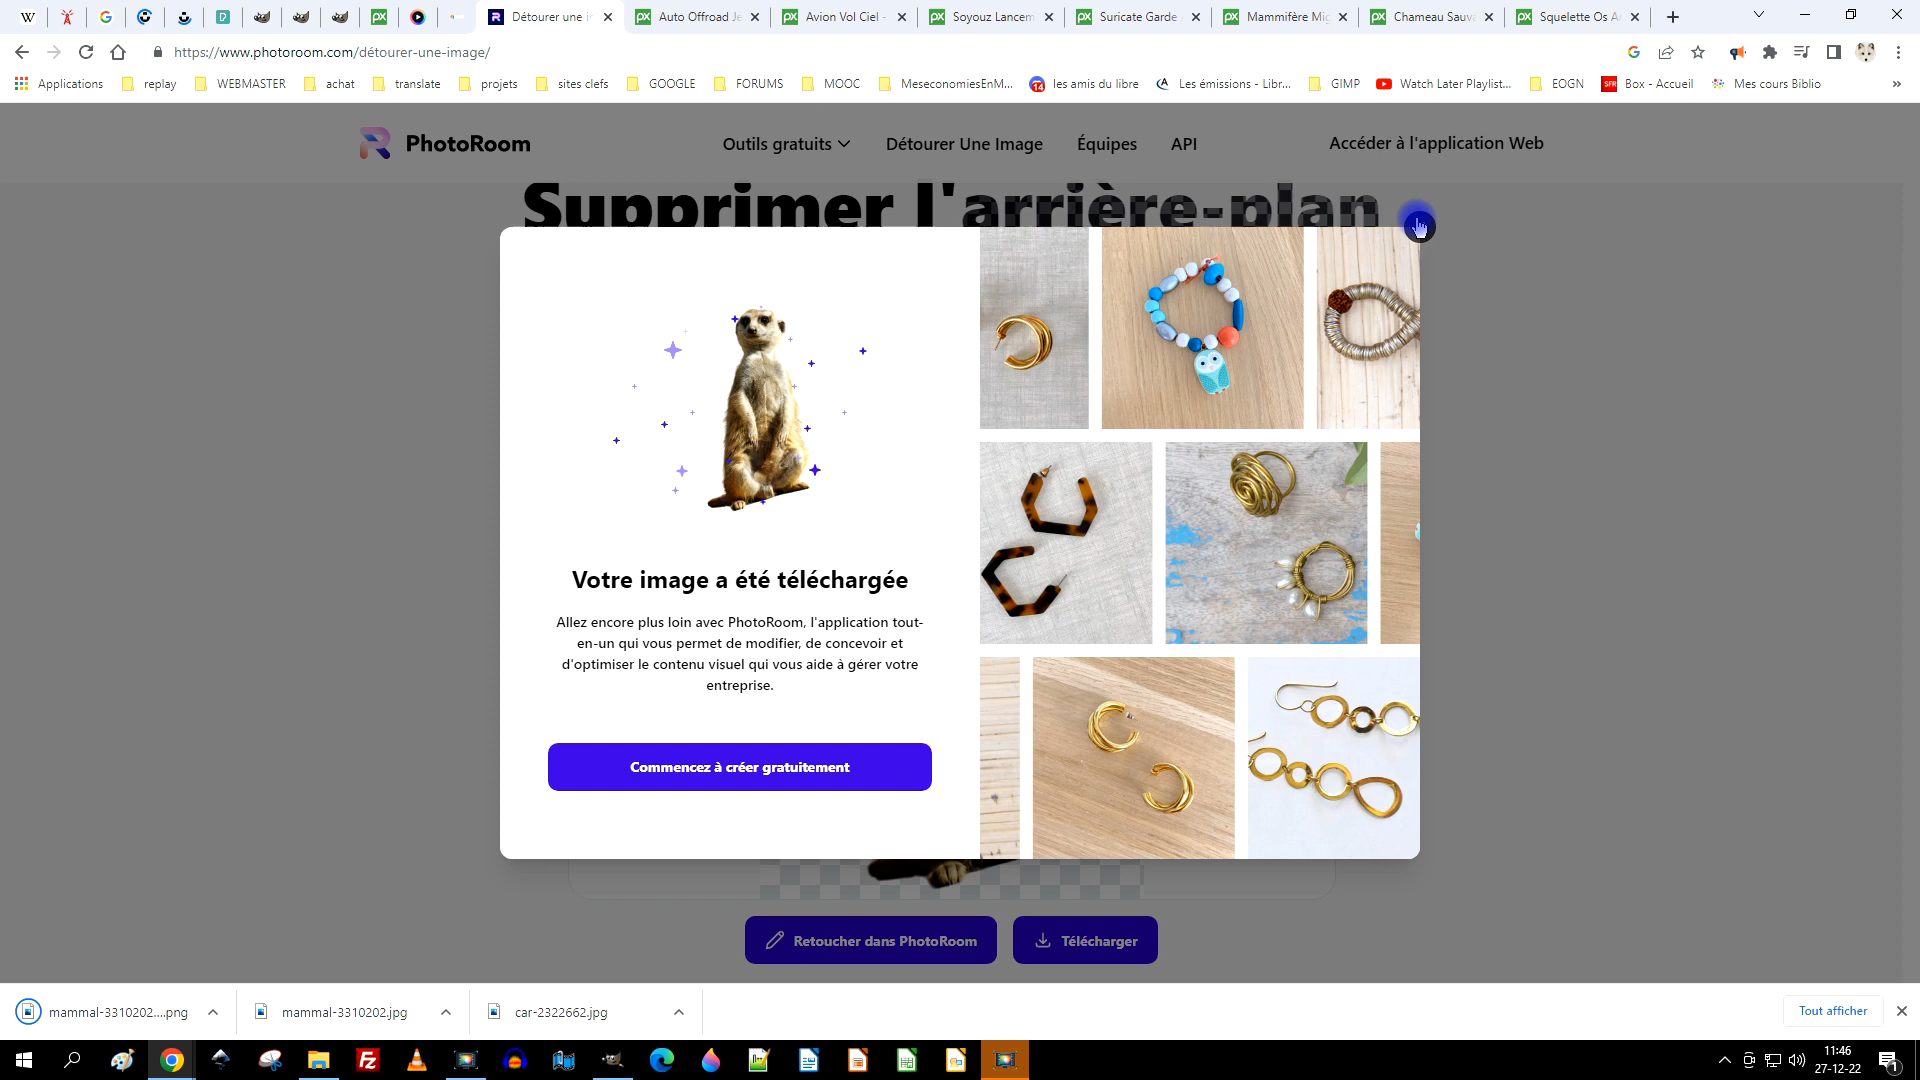 Détourer une i
Auto Offroad Je
Avion Vol Ciel -
Soyouz Lancem
Suricate Garde
Mammifère Mig
Chameau Sauv
Squelette Os A
https://www.photoroom.com/détourer-une-image/
Applications
replay
WEBMASTER
achat
translate
projets
sites clefs
GOOGLE
FORUMS
MOOC
MeseconomiesEnM...
14
les amis du libre
Les émissions - Libr...
GIMP
Watch Later Playlist...
EOGN
SFR
Box - Accueil
Mes cours Biblio
»
PhotoRoom
Outils gratuits
Détourer Une Image
Équipes
API
Accéder à l'application Web
Supprimer l'arrière-plan
Votre image a été téléchargée
Allez encore plus loin avec PhotoRoom, l'application tout-
en-un qui vous permet de modifier, de concevoir et
d'optimiser le contenu visuel qui vous aide à gérer votre
entreprise.
Commencez à créer gratuitement
Retoucher dans PhotoRoom
Télécharger
mammal-3310202....png
mammal-3310202.jpg
car-2322662.jpg
Tout afficher
11:46
27-12-22
1